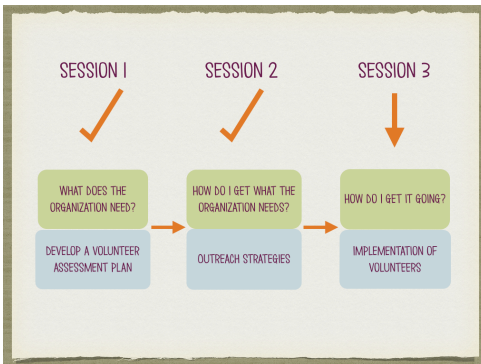 SESSION 1
SESSION 2
SESSION 3
WHAT DOES THE
ORGANIZATION NEED?
DEVELOP A VOLUNTEER
ASSESSMENT PLAN
HOW DO I GET WHAT THE
ORGANIZATION NEEDS?
OUTREACH STRATEGIES
HOW DO I GET IT GOING?
IMPLEMENTATION OF
VOLUNTEERS